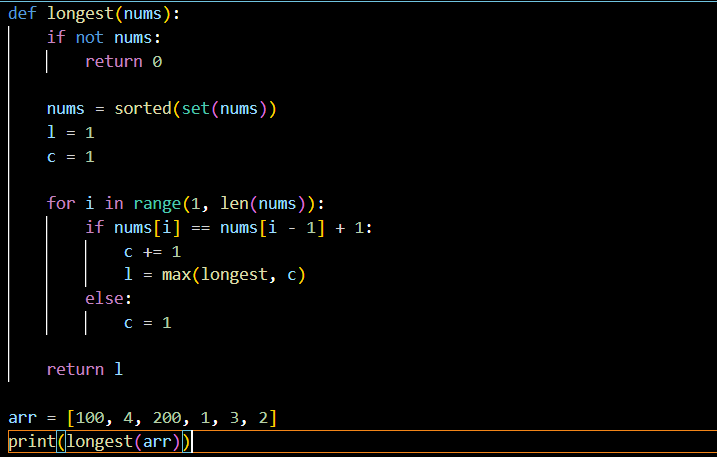 def longest(nums):
    if not nums:
        return 0
    nums = sorted(set(nums))
    l = 1
    c = 1
    for i in range(1, len(nums)):
        if nums[i] == nums[i - 1] + 1:
            c += 1
            l = max(longest, c)
        else:
            c = 1
    return l
arr = [100, 4, 200, 1, 3, 2]
print(longest(arr))